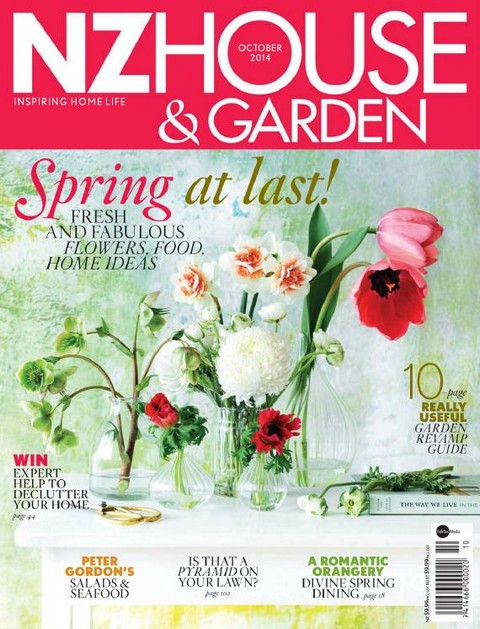 NZHOUSE
OCTOBER
2014
INSPIRING HOME LIFE
& GARDEN
Spring at last!
FRESH
AND FABULOUS
FLOWERS, FOOD,
HOME IDEAS
10-page
REALLY
USEFUL
GARDEN
REVAMP
GUIDE
WIN
EXPERT
HELP TO
DECLUTTER
YOUR HOME
page 44
THE WAY WE LIVE IN THE
PETER
GORDON'S
SALADS &
SEAFOOD
IS THAT A
PYRAMID ON
YOUR LAWN?
page 102
A ROMANTIC
ORANGERY
DIVINE SPRING
DINING page 18
10